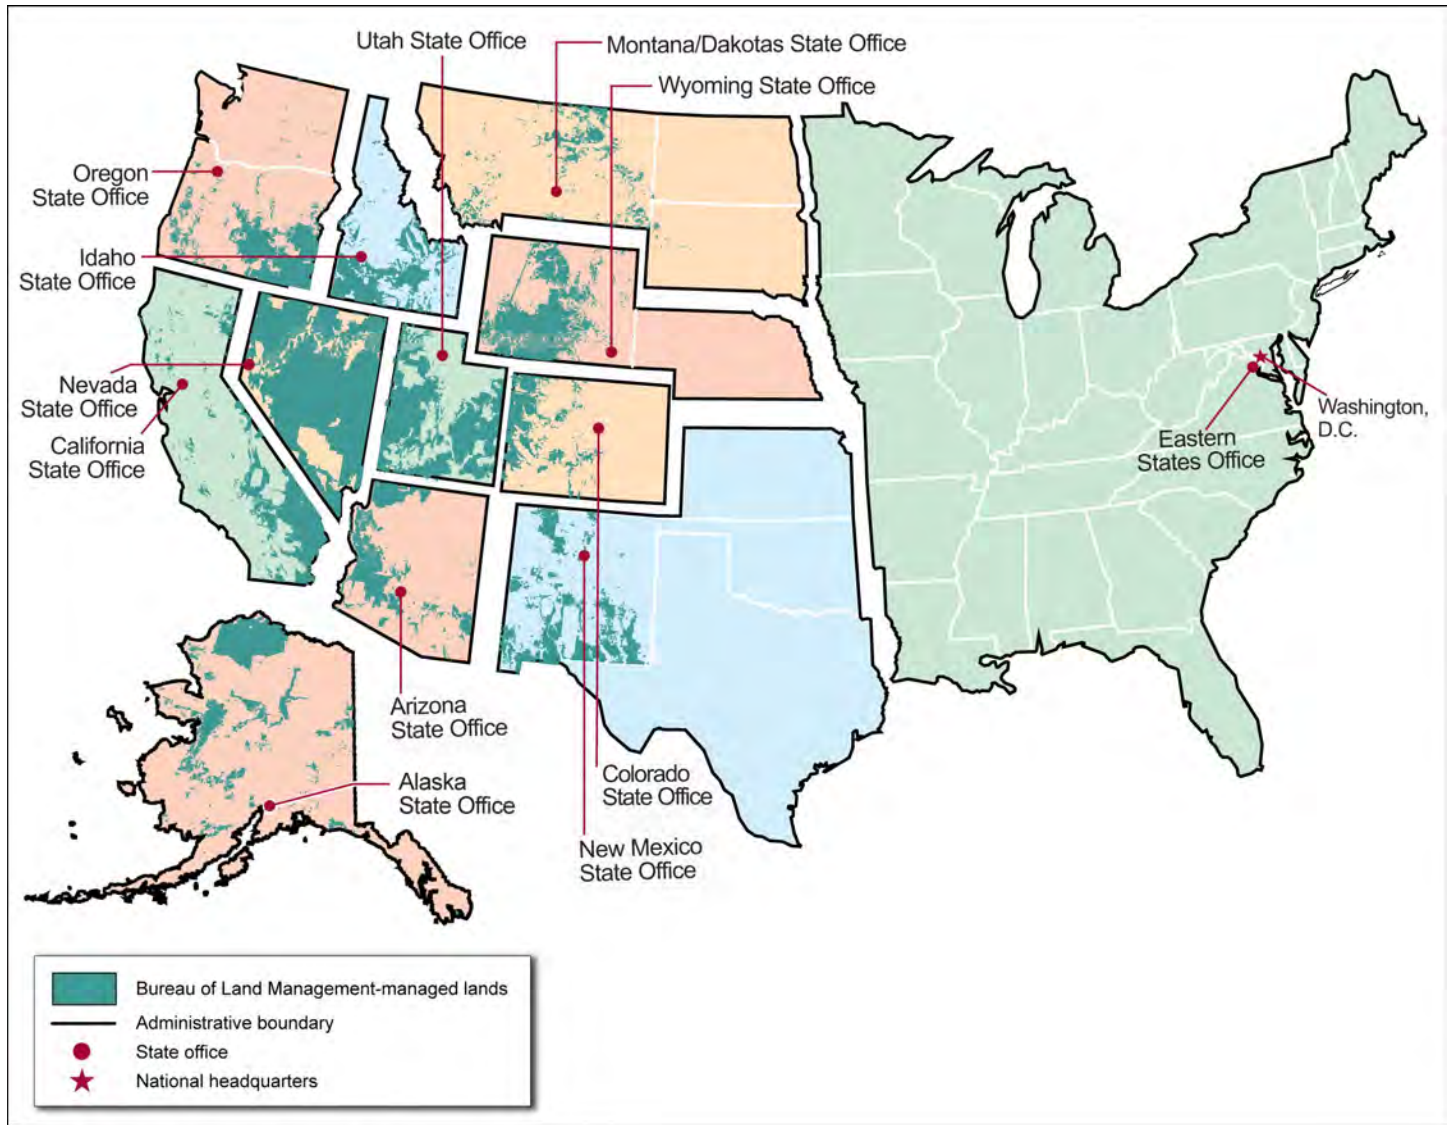 Utah State Office
Montana/Dakotas State Office
Wyoming State Office
Oregon
State Office
Idaho
State Office
Nevada
State Office
California
State Office
Washington,
D.C.
Eastern
States Office
Arizona
State Office
Alaska
State Office
Colorado
State Office
New Mexico
State Office
Bureau of Land Management-managed lands
Administrative boundary
State office
National headquarters